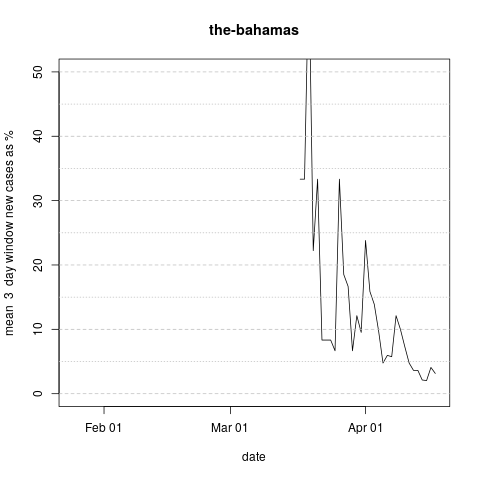 the-bahamas
mean 3 day window new cases as %
50
40
30
20
10
0
Feb 01
Mar 01
Apr 01
date